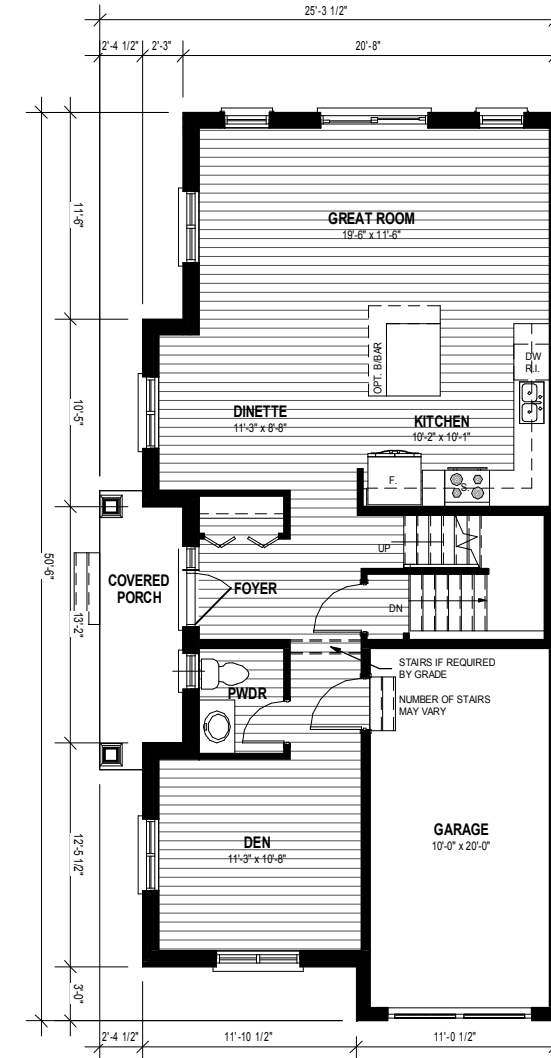 25'-3 1/2"
2'-4 1/2"
2'-3"
20'-8"
11'-6"
GREAT ROOM
19'-6" x 11'-6"
OPT. B/BAR
DW
R.I.
10'-5"
DINETTE
11'-3" x 8'-8"
KITCHEN
10'-2" x 10'-1"
F.
S.
UP
50'-6"
COVERED
PORCH
13'-2"
FOYER
DN
STAIRS IF REQUIRED
BY GRADE
PWDR
NUMBER OF STAIRS
MAY VARY
GARAGE
10'-0" x 20'-0"
DEN
11'-3" x 10'-8"
12'-5 1/2"
3'-0"
2'-4 1/2"
11'-10 1/2"
11'-0 1/2"